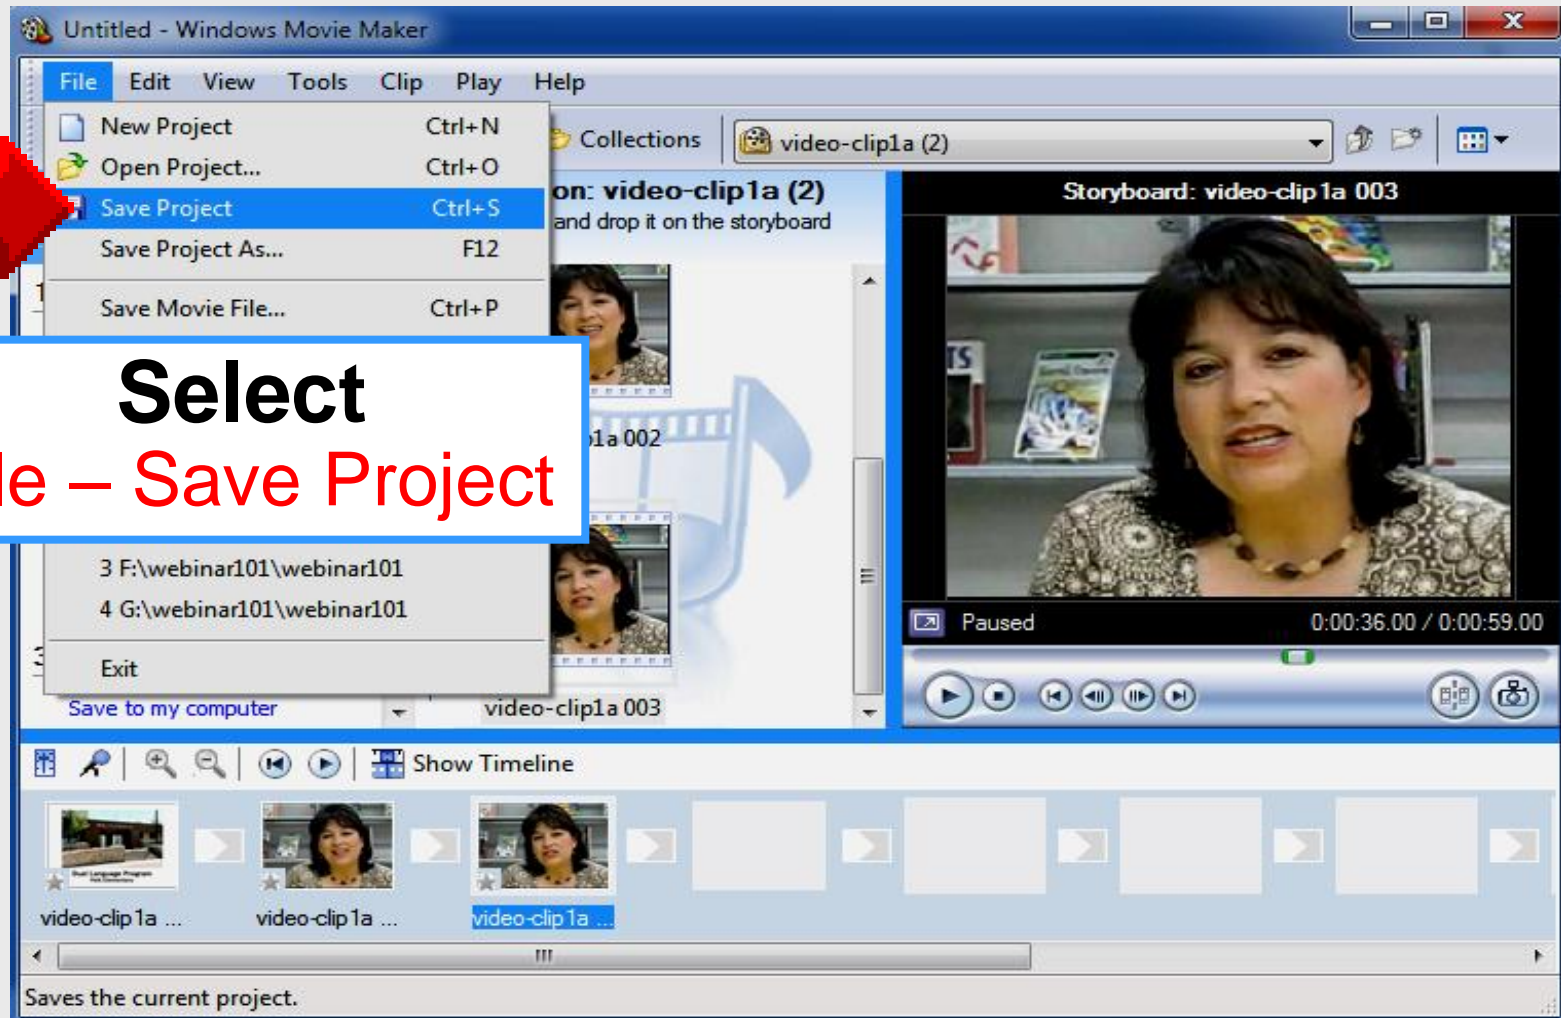 Untitled - Windows Movie Maker
File Edit View Tools Clip Play Help
New Project Ctrl+N
Open Project... Ctrl+O
Save Project Ctrl+S
Save Project As... F12
Save Movie File... Ctrl+P
Collections video-clip1a (2)
on: video-clip1a (2)
and drop it on the storyboard
Storyboard: video-clip1a 003
Select
le – Save Project
1a 002
3 F:\webinar101\webinar101
4 G:\webinar101\webinar101
Exit
Save to my computer
video-clip1a 003
Paused 0:00:36.00 / 0:00:59.00
Show Timeline
Dual Language Program
video-clip1a ... video-clip1a ... video-clip1a ...
Saves the current project.